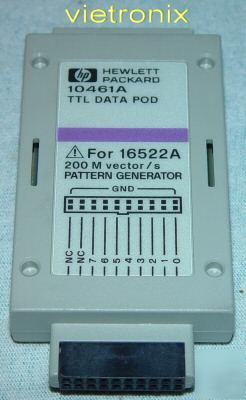 vietronix
hp HEWLETT
PACKARD
10461A
TTL DATA POD
For 16522A
200 M vector/s
PATTERN GENERATOR
GND
NC
NC
7
6
5
4
3
2
1
0